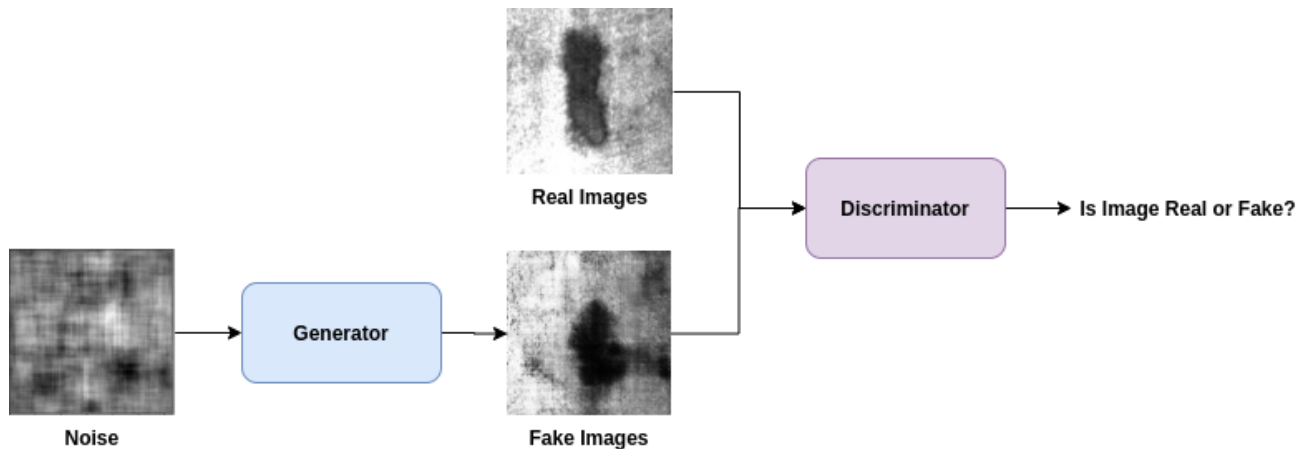 Real Images
Discriminator
Is Image Real or Fake?
Generator
Noise
Fake Images